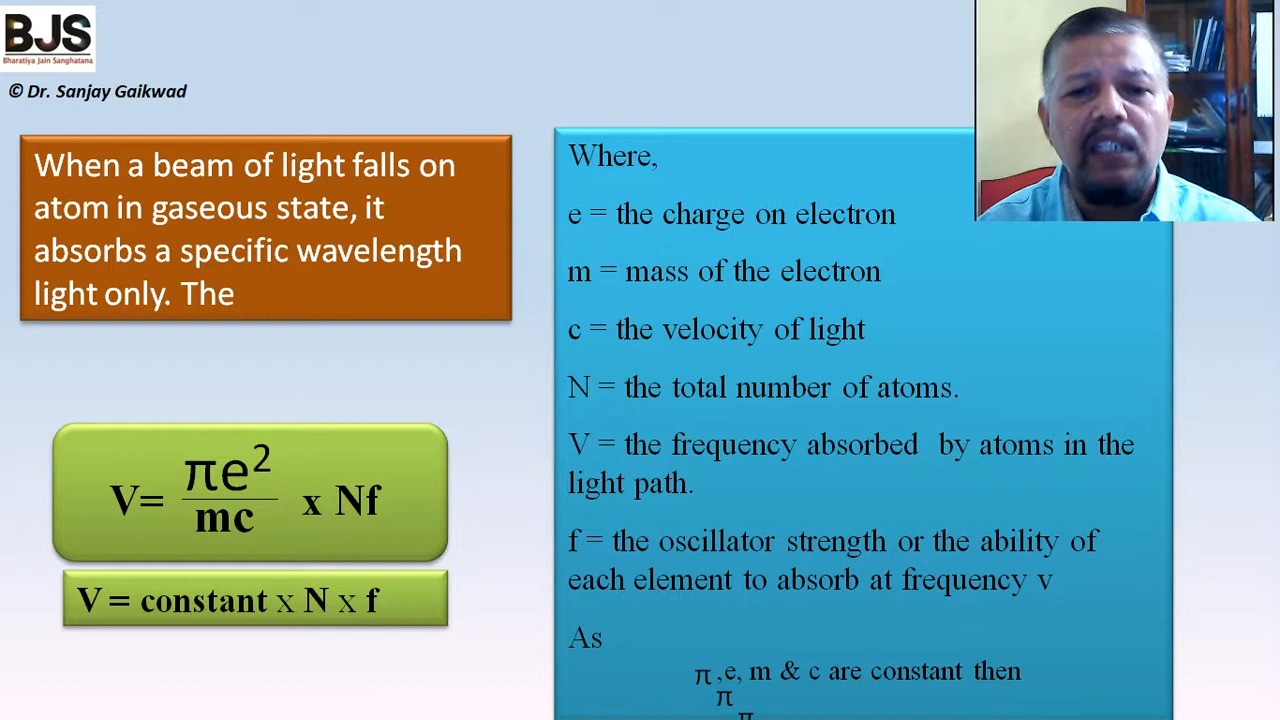 BJS
Bharatiya Jain Sanghatana
© Dr. Sanjay Gaikwad
When a beam of light falls on
atom in gaseous state, it
absorbs a specific wavelength
light only. The
V= πe² x Nf
mc
V = constant x N x f
Where,
e = the charge on electron
m = mass of the electron
c = the velocity of light
N = the total number of atoms.
V = the frequency absorbed by atoms in the
light path.
f = the oscillator strength or the ability of
each element to absorb at frequency v
As
π ,e, m & c are constant then
π
π